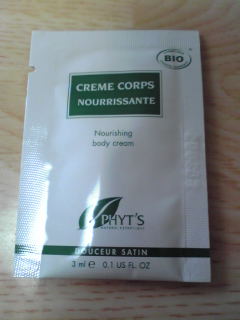 BIO
CREME CORPS
NOURRISSANTE
Nourishing
body cream
PHYT'S
DOUCEUR SATIN
3 ml e 0.1 US FL. OZ